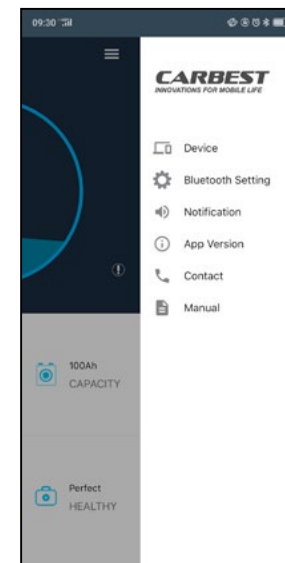 09:30
CARBEST
INNOVATIONS FOR MOBILE LIFE
Device
Bluetooth Setting
Notification
App Version
Contact
Manual
100Ah
CAPACITY
Perfect
HEALTHY